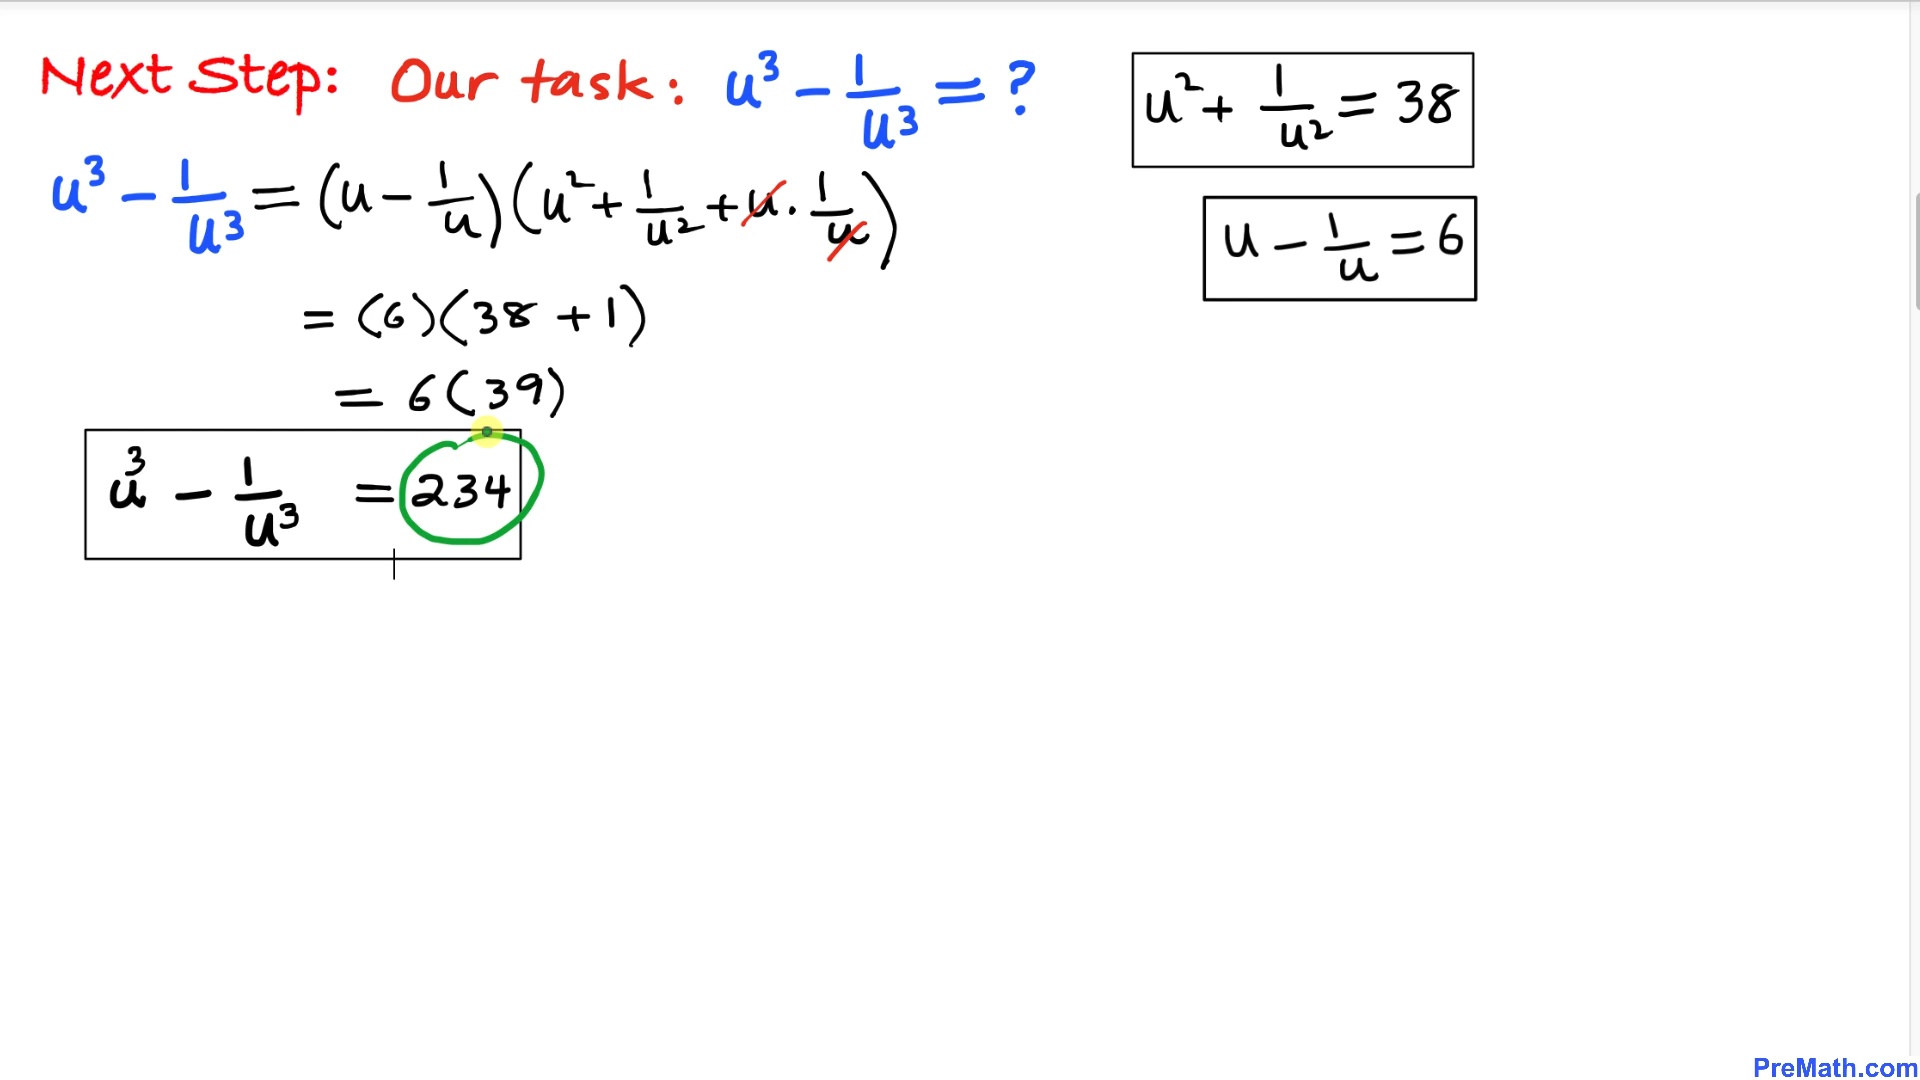 Next Step: Our task: u³ - 1/u³ = ?
u² + 1/u² = 38
u³ - 1/u³ = (u - 1/u)(u² + 1/u² + u · 1/u)
u - 1/u = 6
= (6)(38 + 1)
= 6(39)
u³ - 1/u³ = 234
PreMath.com